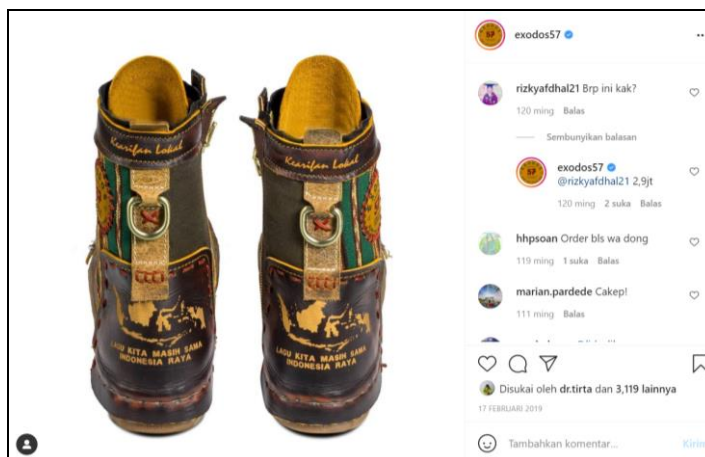 Kearifan Lokal
LAGU KITA MASIH SAMA
INDONESIA RAYA
Kearifan Lokal
LAGU KITA MASIH SAMA
INDONESIA RAYA
exodos57
rizkyafdhal21 Brp ini kak?
120 ming Balas
Sembunyikan balasan
exodos57
@rizkyafdhal21 2,9jt
120 ming 2 suka Balas
hhpsoan Order bls wa dong
119 ming 1 suka Balas
marian.pardede Cakep!
111 ming Balas
Disukai oleh dr.tirta dan 3,119 lainnya
17 FEBRUARI 2019
Tambahkan komentar...
Kirim